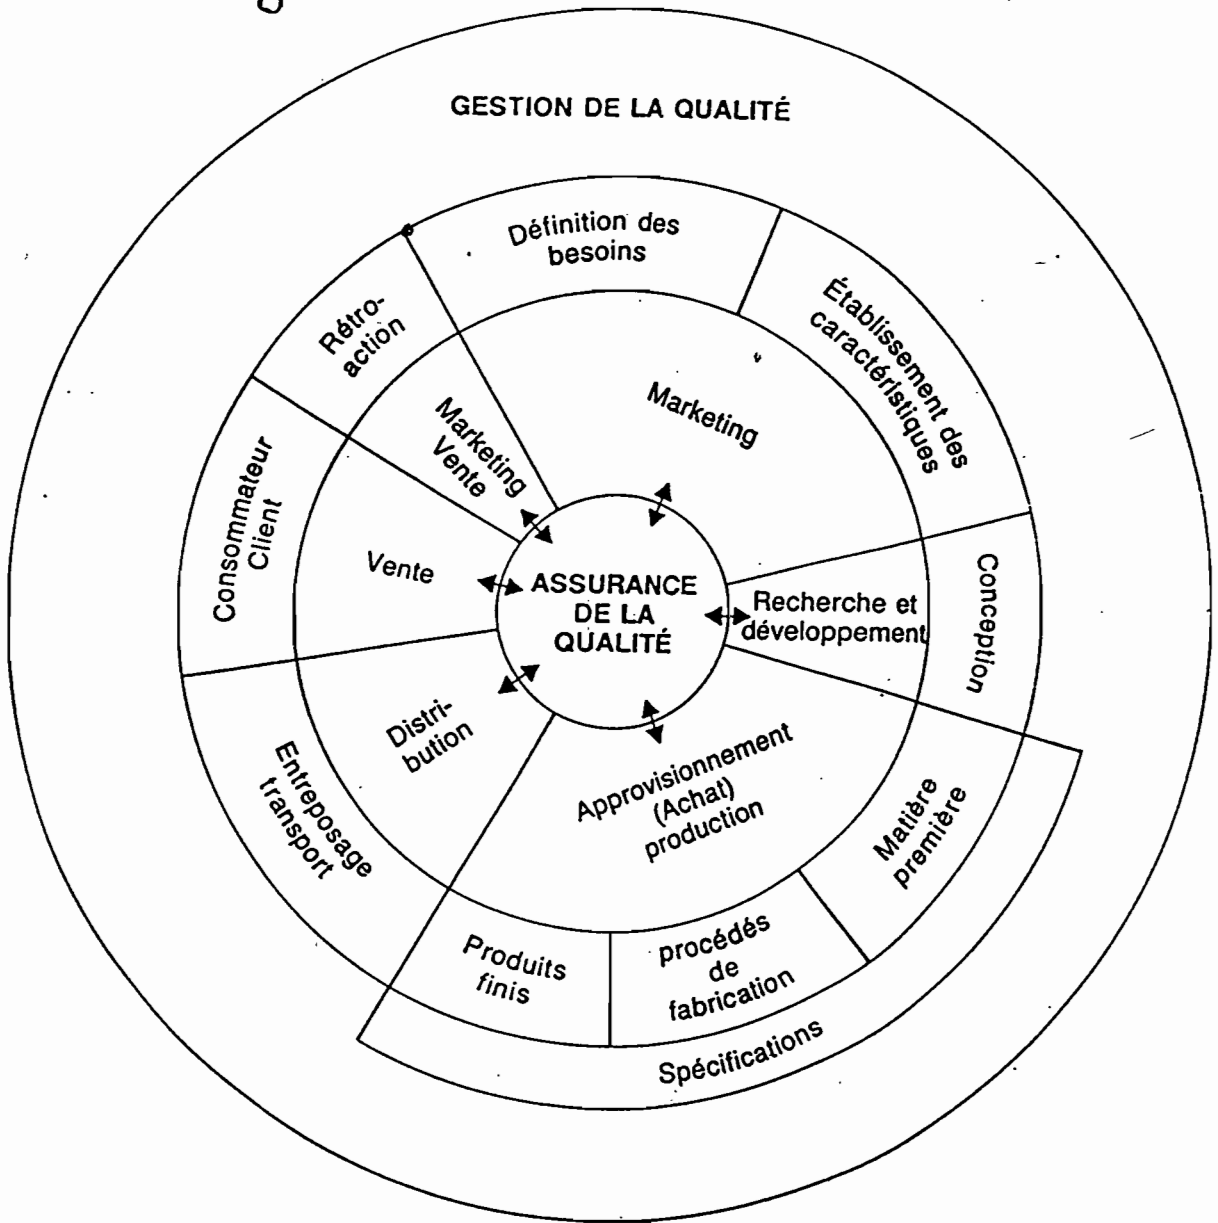 GESTION DE LA QUALITÉ
Définition des
besoins
Établissement des
caractéristiques
Rétro-
action
Marketing
Marketing
Vente
Consommateur
Client
Vente
ASSURANCE
DE LA
QUALITÉ
Recherche et
développement
Conception
Distri-
bution
Entreposage
transport
Approvisionnement
(Achat)
production
Matière
première
Produits
finis
procédés
de
fabrication
Spécifications